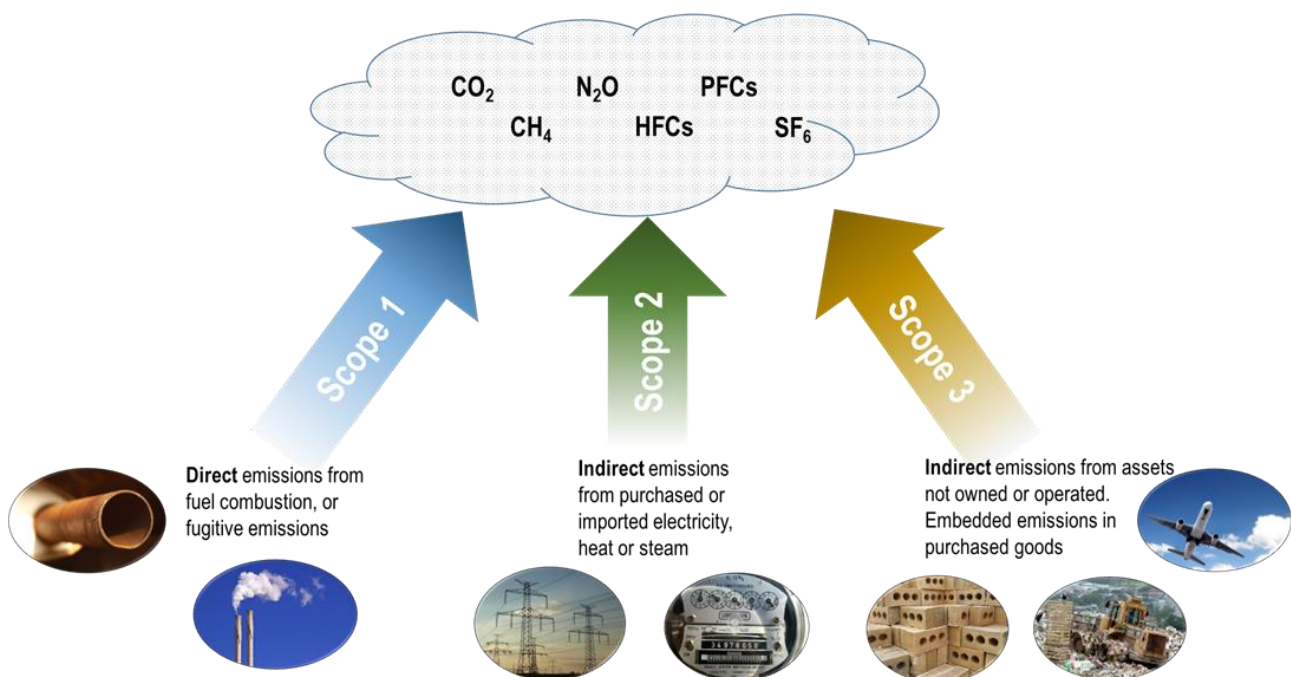 CO₂ N₂O PFCs
CH₄ HFCs SF₆
Scope 1
Scope 2
Scope 3
Direct emissions from
fuel combustion, or
fugitive emissions
Indirect emissions
from purchased or
imported electricity,
heat or steam
Indirect emissions from assets
not owned or operated.
Embedded emissions in
purchased goods